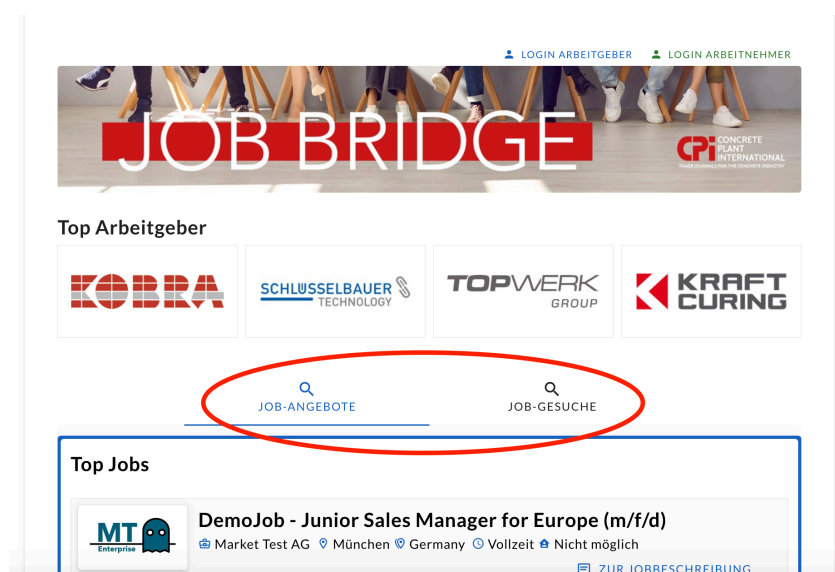 LOGIN ARBEITGEBER LOGIN ARBEITNEHMER
JOB BRIDGE
CPi CONCRETE
PLANT
INTERNATIONAL
TRADE JOURNALS FOR THE CONCRETE INDUSTRY
Top Arbeitgeber
KOBRA
SCHLÜSSELBAUER
TECHNOLOGY
TOPWERK
GROUP
KRAFT
CURING
JOB-ANGEBOTE JOB-GESUCHE
Top Jobs
MT
Enterprise
DemoJob - Junior Sales Manager for Europe (m/f/d)
Market Test AG München Germany Vollzeit Nicht möglich
ZUR JOBBESCHREIBUNG